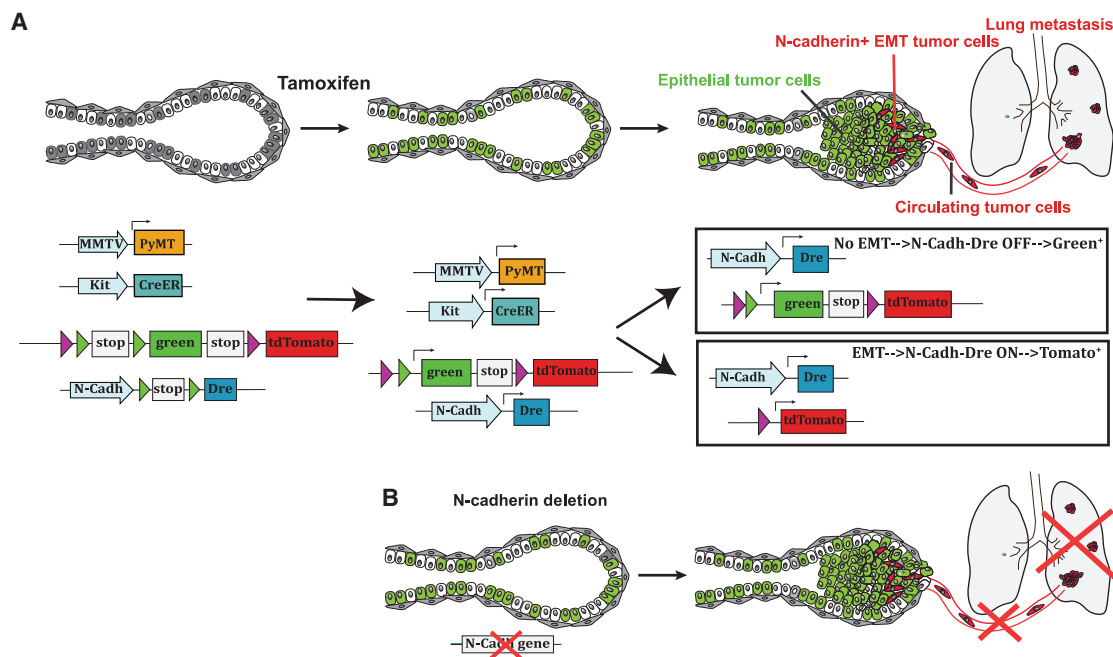 A
Lung metastasis
N-cadherin+ EMT tumor cells
Tamoxifen
Epithelial tumor cells
Circulating tumor cells
MMTV PyMT
Kit CreER
stop green stop tdTomato
N-Cadh stop Dre
MMTV PyMT
Kit CreER
green stop tdTomato
N-Cadh Dre
No EMT-->N-Cadh-Dre OFF-->Green⁺
N-Cadh Dre
green stop tdTomato
EMT-->N-Cadh-Dre ON-->Tomato⁺
N-Cadh Dre
tdTomato
B
N-cadherin deletion
N-Cadh gene